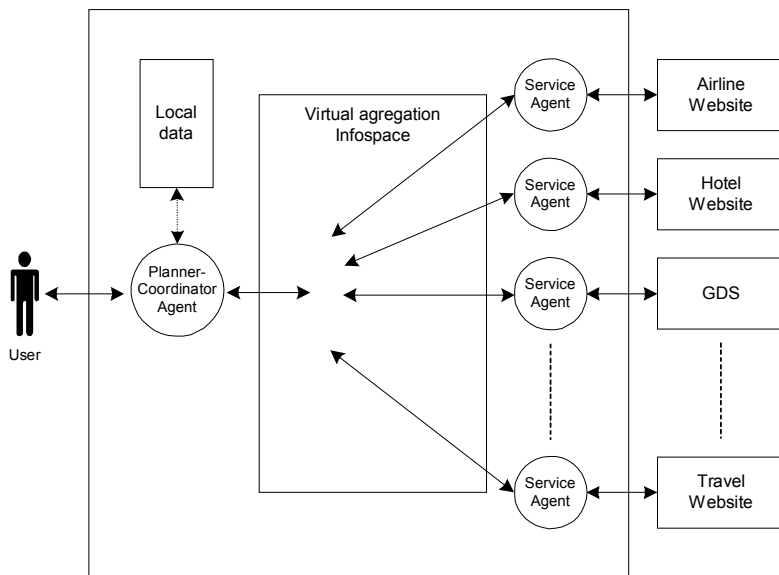 Local
data
Virtual agregation
Infospace
Service
Agent
Airline
Website
Service
Agent
Hotel
Website
Planner-
Coordinator
Agent
Service
Agent
GDS
User
Service
Agent
Travel
Website